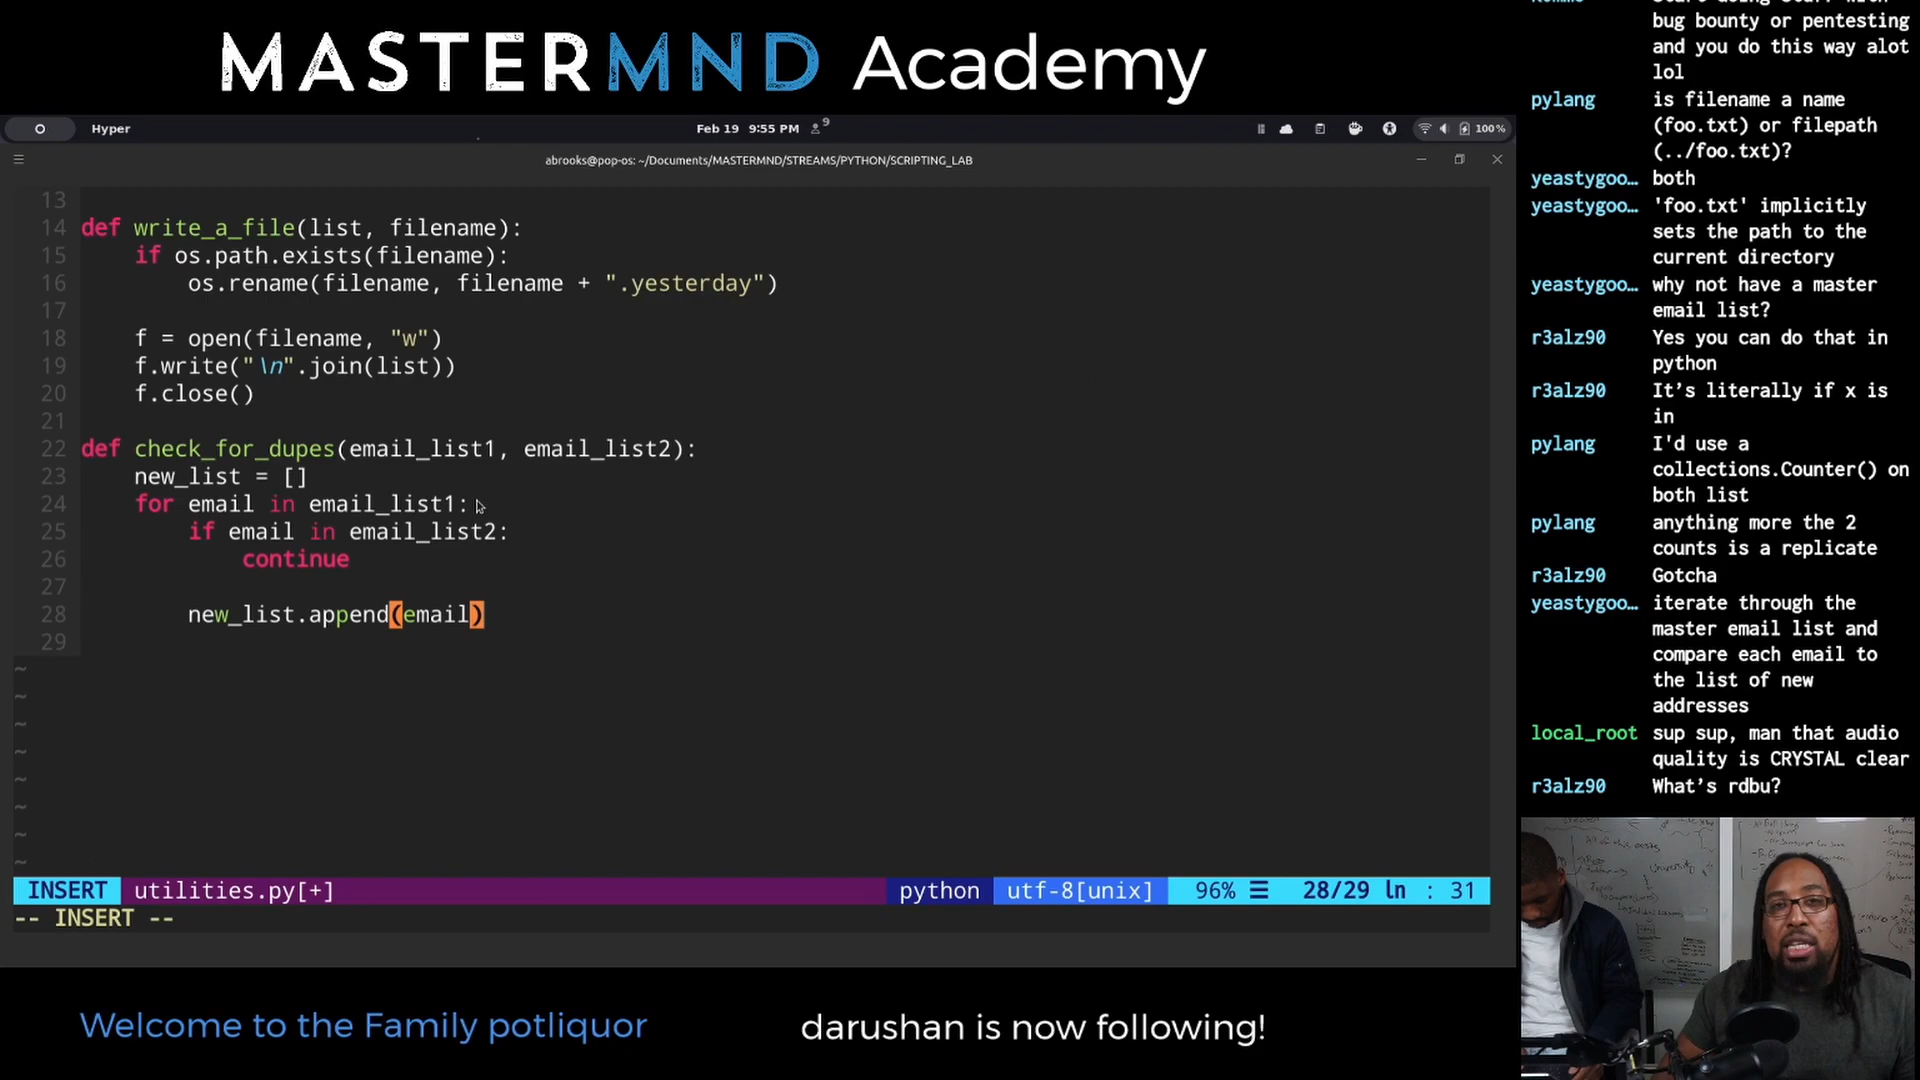 MASTERMND Academy
Hyper
Feb 19 9:55 PM
9
100%
abrooks@pop-os: ~/Documents/MASTERMND/STREAMS/PYTHON/SCRIPTING_LAB
13
14 def write_a_file(list, filename):
15     if os.path.exists(filename):
16         os.rename(filename, filename + ".yesterday")
17
18     f = open(filename, "w")
19     f.write("\n".join(list))
20     f.close()
21
22 def check_for_dupes(email_list1, email_list2):
23     new_list = []
24     for email in email_list1:
25         if email in email_list2:
26             continue
27
28         new_list.append(email)
29
~
~
~
~
~
~
~
~
INSERT utilities.py[+] python utf-8[unix] 96% ☰ 28/29 ln : 31
-- INSERT --
bug bounty or pentesting
and you do this way alot
lol
pylang is filename a name
(foo.txt) or filepath
(../foo.txt)?
yeastygoo… both
yeastygoo… 'foo.txt' implicitly
sets the path to the
current directory
yeastygoo… why not have a master
email list?
r3alz90 Yes you can do that in
python
r3alz90 It's literally if x is
in
pylang I'd use a
collections.Counter() on
both list
pylang anything more the 2
counts is a replicate
r3alz90 Gotcha
yeastygoo… iterate through the
master email list and
compare each email to
the list of new
addresses
local_root sup sup, man that audio
quality is CRYSTAL clear
r3alz90 What's rdbu?
Welcome to the Family potliquor
darushan is now following!